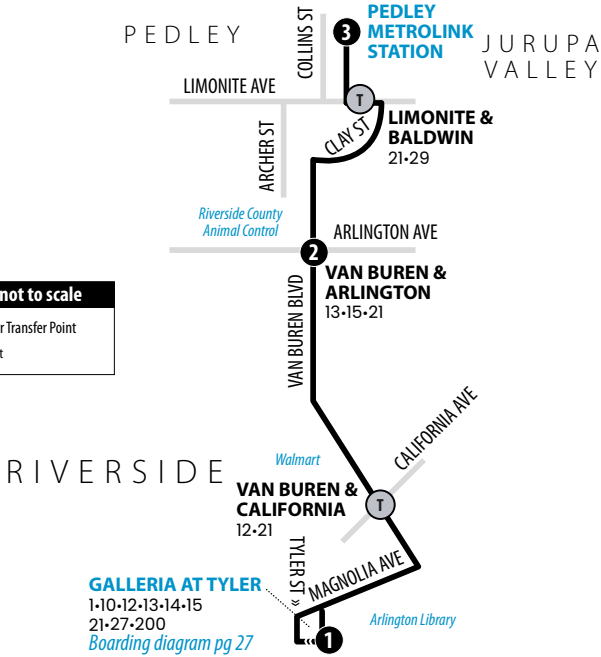 PEDLEY
COLLINS ST
3
PEDLEY
METROLINK
STATION
JURUPA
VALLEY
LIMONITE AVE
T
LIMONITE &
BALDWIN
21•29
CLAY ST
ARCHER ST
Riverside County
Animal Control
ARLINGTON AVE
2
VAN BUREN &
ARLINGTON
13•15•21
VAN BUREN BLVD
not to scale
r Transfer Point
t
RIVERSIDE
Walmart
CALIFORNIA AVE
VAN BUREN &
CALIFORNIA
12•21
T
TYLER ST »
MAGNOLIA AVE
GALLERIA AT TYLER
1•10•12•13•14•15
21•27•200
Boarding diagram pg 27
1
Arlington Library